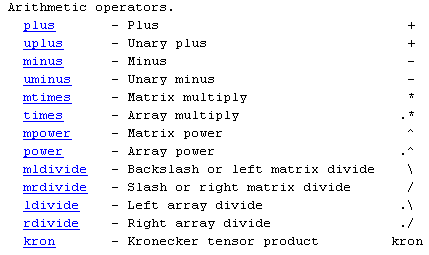 Arithmetic operators.
plus - Plus +
uplus - Unary plus +
minus - Minus -
uminus - Unary minus -
mtimes - Matrix multiply *
times - Array multiply .*
mpower - Matrix power ^
power - Array power .^
mldivide - Backslash or left matrix divide \
mrdivide - Slash or right matrix divide /
ldivide - Left array divide .\
rdivide - Right array divide ./
kron - Kronecker tensor product kron